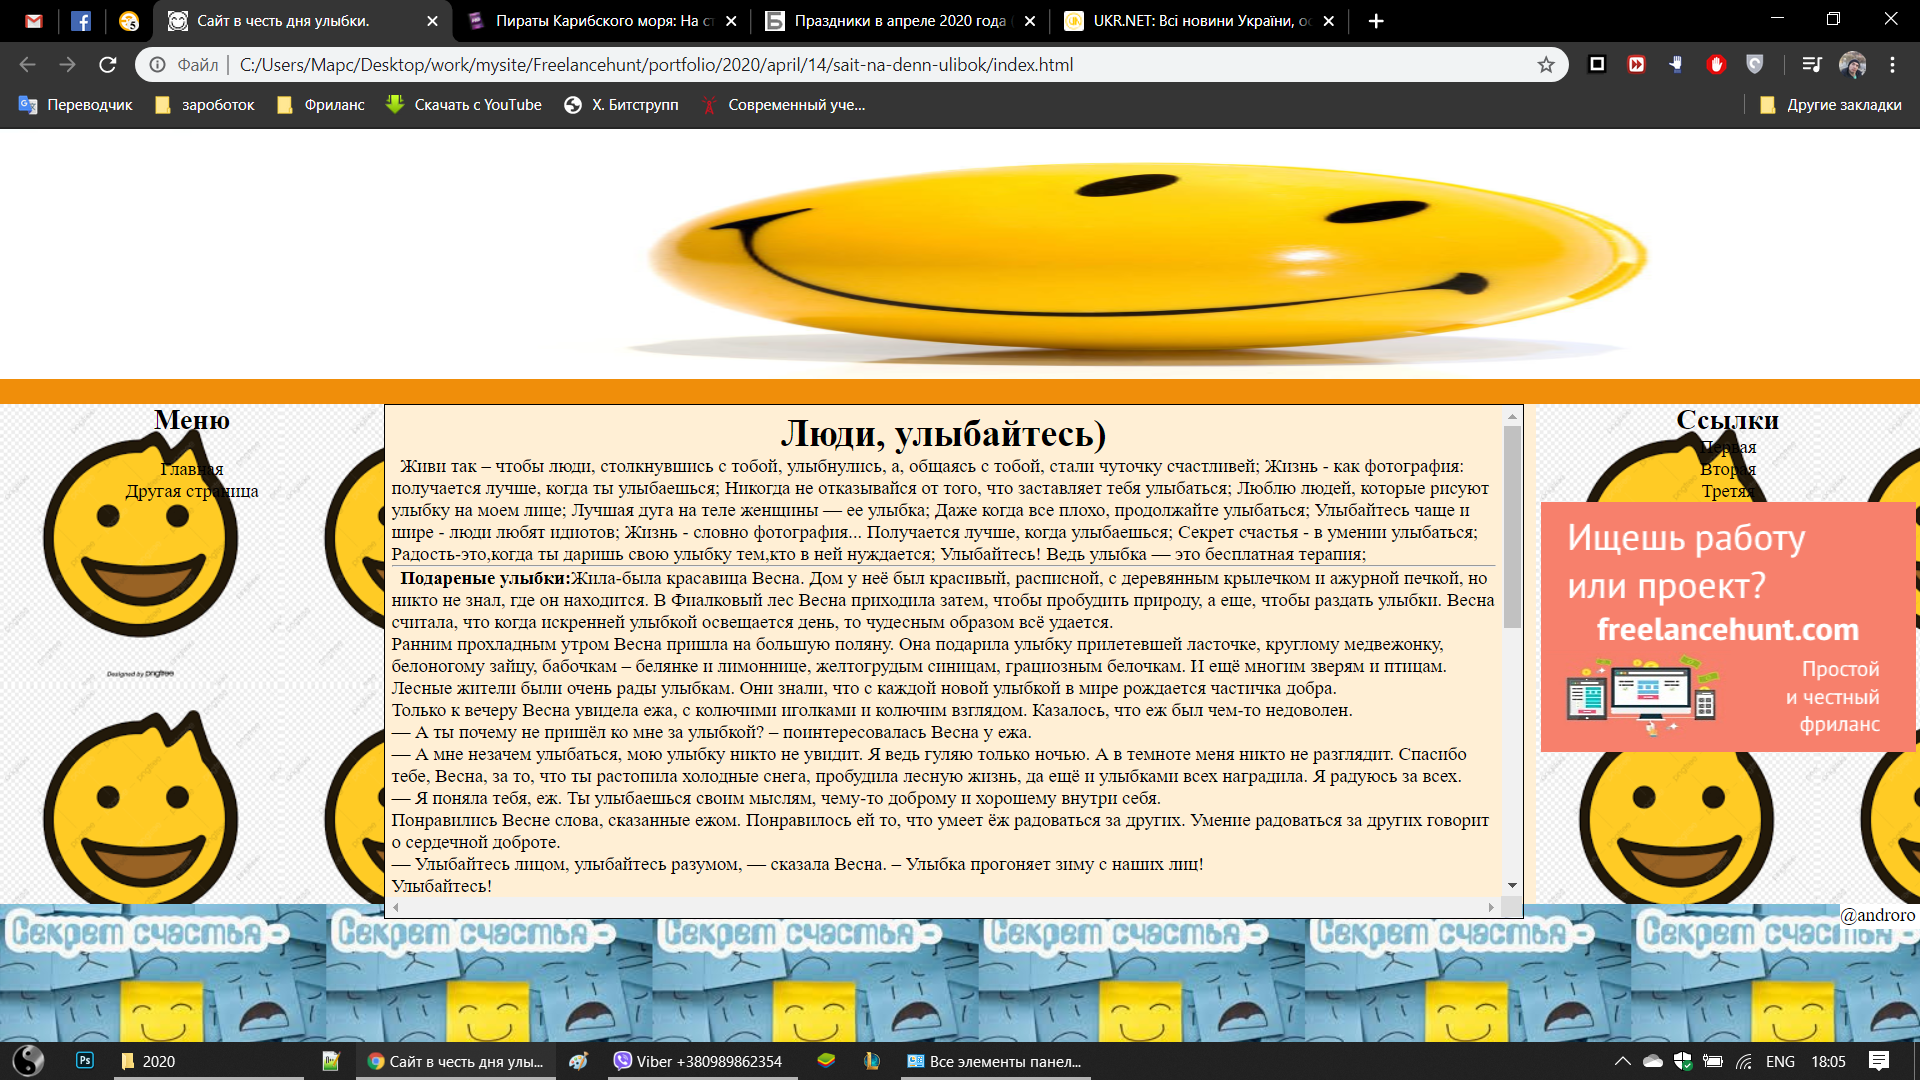 Сайт в честь дня улыбки.
Пираты Карибского моря: На ст
Праздники в апреле 2020 года
UKR.NET: Всі новини України, ос
Файл
C:/Users/Марс/Desktop/work/mysite/Freelancehunt/portfolio/2020/april/14/sait-na-denn-ulibok/index.html
Переводчик
зароботок
Фриланс
Скачать с YouTube
Х. Битструпп
Современный уче...
Другие закладки
Меню
Главная
Другая страница
Designed by pngtree
Люди, улыбайтесь)
Живи так – чтобы люди, столкнувшись с тобой, улыбнулись, а, общаясь с тобой, стали чуточку счастливей; Жизнь - как фотография:
получается лучше, когда ты улыбаешься; Никогда не отказывайся от того, что заставляет тебя улыбаться; Люблю людей, которые рисуют
улыбку на моем лице; Лучшая дуга на теле женщины — ее улыбка; Даже когда все плохо, продолжайте улыбаться; Улыбайтесь чаще и
шире - люди любят идиотов; Жизнь - словно фотография... Получается лучше, когда улыбаешься; Секрет счастья - в умении улыбаться;
Радость-это,когда ты даришь свою улыбку тем,кто в ней нуждается; Улыбайтесь! Ведь улыбка — это бесплатная терапия;
Подареные улыбки:Жила-была красавица Весна. Дом у неё был красивый, расписной, с деревянным крылечком и ажурной печкой, но
никто не знал, где он находится. В Фиалковый лес Весна приходила затем, чтобы пробудить природу, а еще, чтобы раздать улыбки. Весна
считала, что когда искренней улыбкой освещается день, то чудесным образом всё удается.
Ранним прохладным утром Весна пришла на большую поляну. Она подарила улыбку прилетевшей ласточке, круглому медвежонку,
белоногому зайцу, бабочкам – белянке и лимоннице, желтогрудым синицам, грациозным белочкам. И ещё многим зверям и птицам.
Лесные жители были очень рады улыбкам. Они знали, что с каждой новой улыбкой в мире рождается частичка добра.
Только к вечеру Весна увидела ежа, с колючими иголками и колючим взглядом. Казалось, что еж был чем-то недоволен.
— А ты почему не пришёл ко мне за улыбкой? – поинтересовалась Весна у ежа.
— А мне незачем улыбаться, мою улыбку никто не увидит. Я ведь гуляю только ночью. А в темноте меня никто не разглядит. Спасибо
тебе, Весна, за то, что ты растопила холодные снега, пробудила лесную жизнь, да ещё и улыбками всех наградила. Я радуюсь за всех.
— Я поняла тебя, еж. Ты улыбаешься своим мыслям, чему-то доброму и хорошему внутри себя.
Понравились Весне слова, сказанные ежом. Понравилось ей то, что умеет ёж радоваться за других. Умение радоваться за других говорит
о сердечной доброте.
— Улыбайтесь лицом, улыбайтесь разумом, — сказала Весна. – Улыбка прогоняет зиму с наших лиц!
Улыбайтесь!
Ссылки
Первая
Вторая
Третяя
Ищешь работу
или проект?
freelancehunt.com
Простой
и честный
фриланс
@androro
Секрет счастья - Секрет счастья - Секрет счастья - Секрет счастья - Секрет счастья - Секрет счастья -
Ps
2020
Сайт в честь дня улы...
Viber +380989862354
Все элементы панел...
ENG
18:05